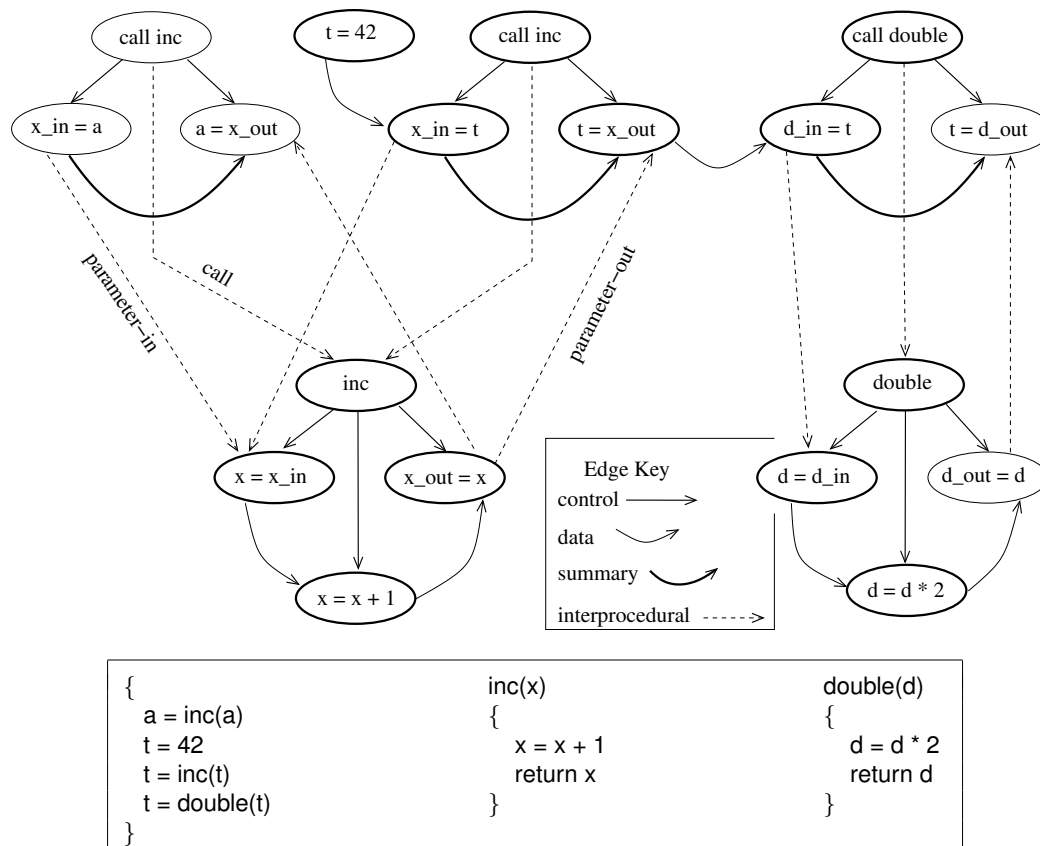 call inc
t = 42
call inc
call double
x_in = a
a = x_out
x_in = t
t = x_out
d_in = t
t = d_out
parameter−in
call
parameter−out
inc
double
x = x_in
x_out = x
d = d_in
d_out = d
x = x + 1
d = d * 2
Edge Key
control
data
summary
interprocedural
{
a = inc(a)
t = 42
t = inc(t)
t = double(t)
}
inc(x)
{
x = x + 1
return x
}
double(d)
{
d = d * 2
return d
}